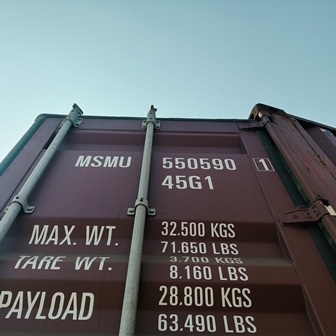 MSMU 550590 1
45G1
MAX. WT. 32.500 KGS
71.650 LBS
TARE WT. 3.700 KGS
8.160 LBS
PAYLOAD 28.800 KGS
63.490 LBS